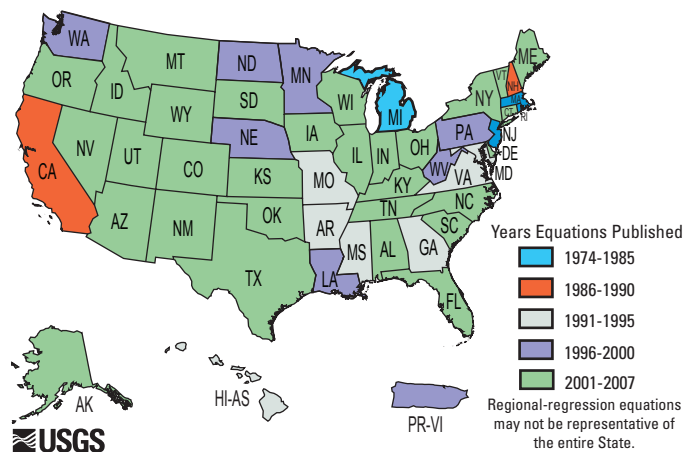 WA
MT
ND
MN
ME
VT
NH
OR
ID
SD
WI
NY
MA
WY
MI
CT
RI
NE
IA
PA
NJ
NV
UT
CO
IL
IN
OH
DE
CA
KS
MO
WV
VA
MD
KY
NC
AZ
NM
OK
AR
TN
SC
TX
MS
AL
GA
LA
FL
AK
HI-AS
PR-VI
Years Equations Published
1974-1985
1986-1990
1991-1995
1996-2000
2001-2007
Regional-regression equations
may not be representative of
the entire State.
USGS